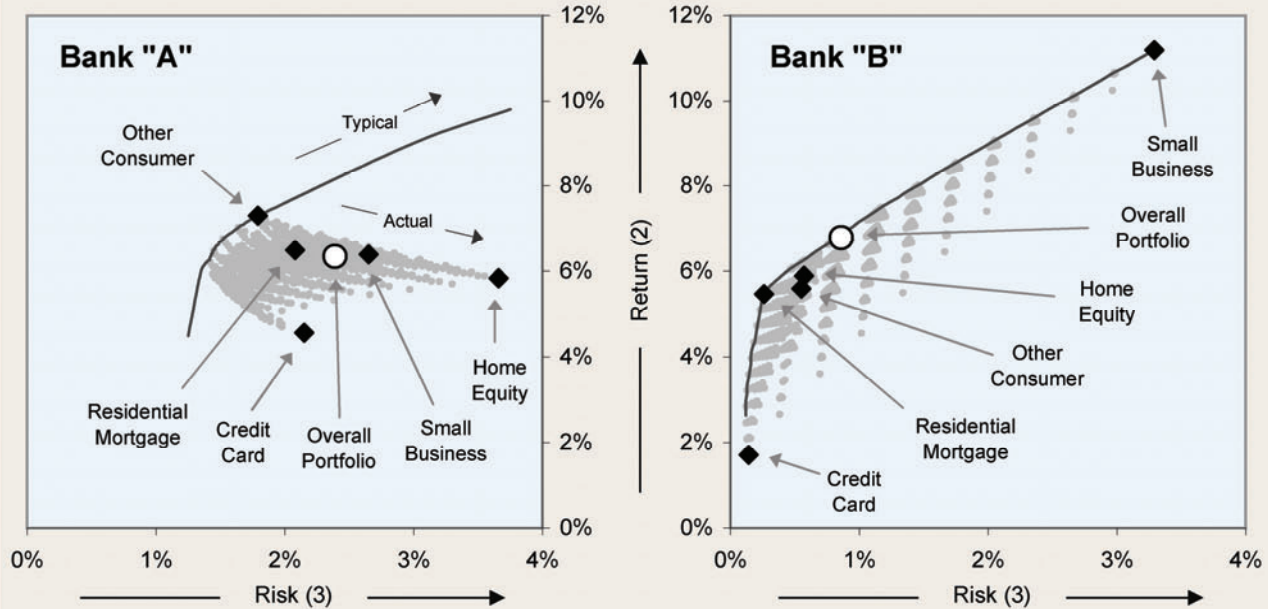 Bank "A"
Typical
Other
Consumer
Actual
Residential
Mortgage
Credit
Card
Overall
Portfolio
Small
Business
Home
Equity
0%
1%
2%
3%
4%
Risk (3)
12%
10%
8%
6%
4%
2%
0%
Return (2)
12%
10%
8%
6%
4%
2%
0%
Bank "B"
Small
Business
Overall
Portfolio
Home
Equity
Other
Consumer
Residential
Mortgage
Credit
Card
0%
1%
2%
3%
4%
Risk (3)